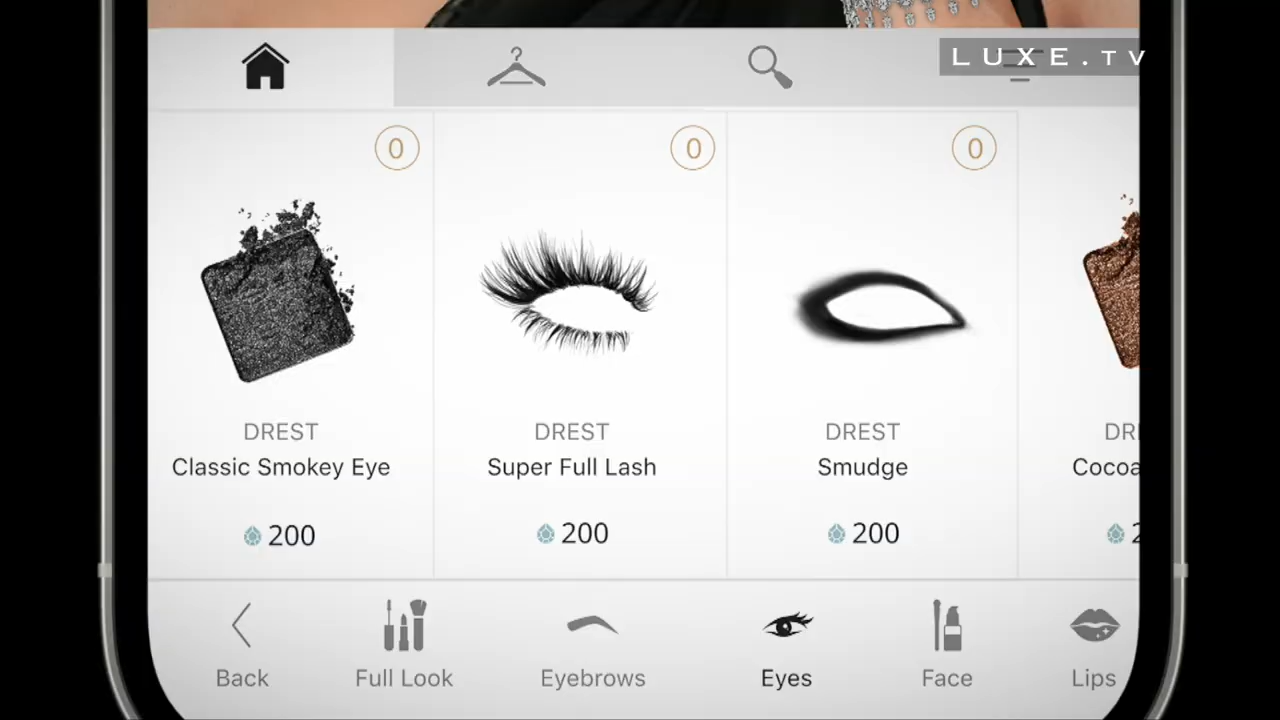 LUXE.TV
0
0
0
DREST
Classic Smokey Eye
200
DREST
Super Full Lash
200
DREST
Smudge
200
Cocoa
Back
Full Look
Eyebrows
Eyes
Face
Lips